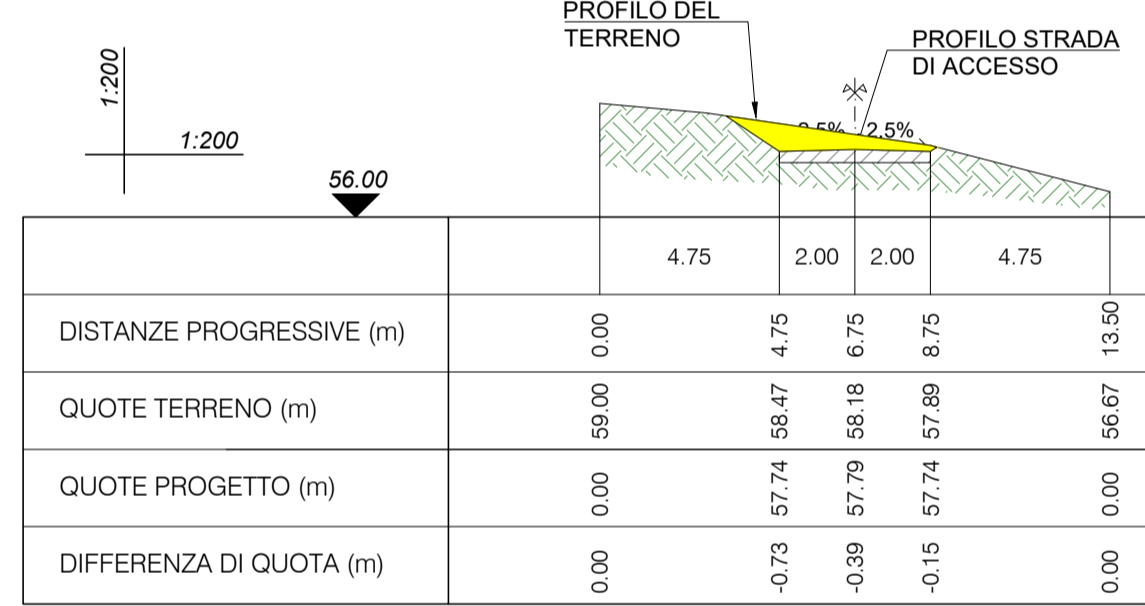 PROFILO DEL
TERRENO
PROFILO STRADA
DI ACCESSO
1:200
1:200
56.00
2.5% 2.5%
4.75 2.00 2.00 4.75
DISTANZE PROGRESSIVE (m) 0.00 4.75 6.75 8.75 13.50
QUOTE TERRENO (m) 59.00 58.47 58.18 57.89 56.67
QUOTE PROGETTO (m) 0.00 57.74 57.79 57.74 0.00
DIFFERENZA DI QUOTA (m) 0.00 -0.73 -0.39 -0.15 0.00